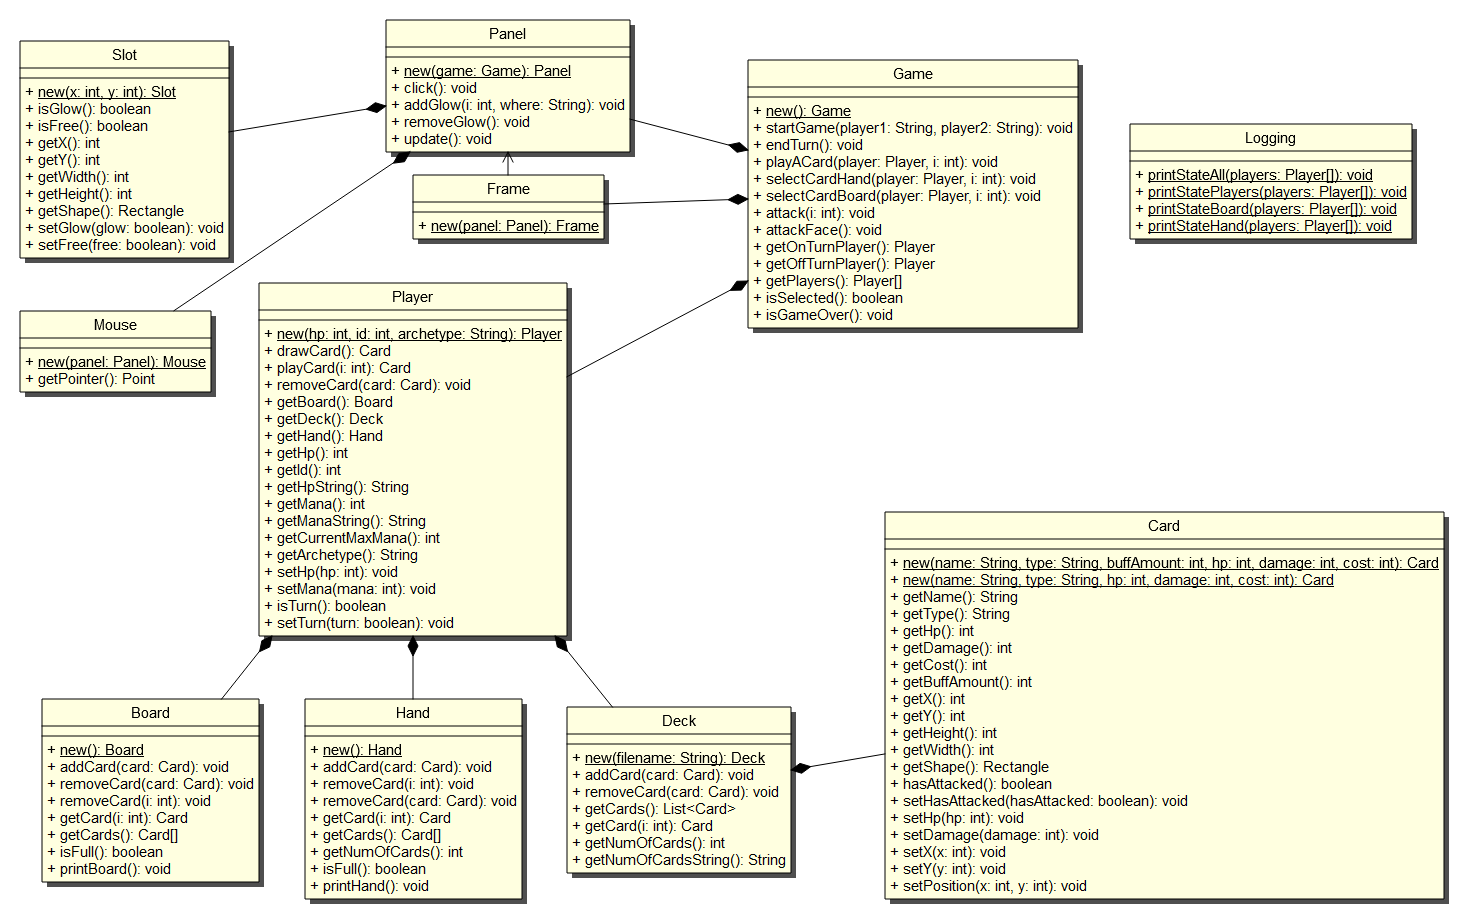 Slot
+ new(x: int, y: int): Slot
+ isGlow(): boolean
+ isFree(): boolean
+ getX(): int
+ getY(): int
+ getWidth(): int
+ getHeight(): int
+ getShape(): Rectangle
+ setGlow(glow: boolean): void
+ setFree(free: boolean): void
Panel
+ new(game: Game): Panel
+ click(): void
+ addGlow(i: int, where: String): void
+ removeGlow(): void
+ update(): void
Frame
+ new(panel: Panel): Frame
Game
+ new(): Game
+ startGame(player1: String, player2: String): void
+ endTurn(): void
+ playACard(player: Player, i: int): void
+ selectCardHand(player: Player, i: int): void
+ selectCardBoard(player: Player, i: int): void
+ attack(i: int): void
+ attackFace(): void
+ getOnTurnPlayer(): Player
+ getOffTurnPlayer(): Player
+ getPlayers(): Player[]
+ isSelected(): boolean
+ isGameOver(): void
Logging
+ printStateAll(players: Player[]): void
+ printStatePlayers(players: Player[]): void
+ printStateBoard(players: Player[]): void
+ printStateHand(players: Player[]): void
Mouse
+ new(panel: Panel): Mouse
+ getPointer(): Point
Player
+ new(hp: int, id: int, archetype: String): Player
+ drawCard(): Card
+ playCard(i: int): Card
+ removeCard(card: Card): void
+ getBoard(): Board
+ getDeck(): Deck
+ getHand(): Hand
+ getHp(): int
+ getId(): int
+ getHpString(): String
+ getMana(): int
+ getManaString(): String
+ getCurrentMaxMana(): int
+ getArchetype(): String
+ setHp(hp: int): void
+ setMana(mana: int): void
+ isTurn(): boolean
+ setTurn(turn: boolean): void
Board
+ new(): Board
+ addCard(card: Card): void
+ removeCard(card: Card): void
+ removeCard(i: int): void
+ getCard(i: int): Card
+ getCards(): Card[]
+ isFull(): boolean
+ printBoard(): void
Hand
+ new(): Hand
+ addCard(card: Card): void
+ removeCard(i: int): void
+ removeCard(card: Card): void
+ getCard(i: int): Card
+ getCards(): Card[]
+ getNumOfCards(): int
+ isFull(): boolean
+ printHand(): void
Deck
+ new(filename: String): Deck
+ addCard(card: Card): void
+ removeCard(card: Card): void
+ getCards(): List<Card>
+ getCard(i: int): Card
+ getNumOfCards(): int
+ getNumOfCardsString(): String
Card
+ new(name: String, type: String, buffAmount: int, hp: int, damage: int, cost: int): Card
+ new(name: String, type: String, hp: int, damage: int, cost: int): Card
+ getName(): String
+ getType(): String
+ getHp(): int
+ getDamage(): int
+ getCost(): int
+ getBuffAmount(): int
+ getX(): int
+ getY(): int
+ getHeight(): int
+ getWidth(): int
+ getShape(): Rectangle
+ hasAttacked(): boolean
+ setHasAttacked(hasAttacked: boolean): void
+ setHp(hp: int): void
+ setDamage(damage: int): void
+ setX(x: int): void
+ setY(y: int): void
+ setPosition(x: int, y: int): void